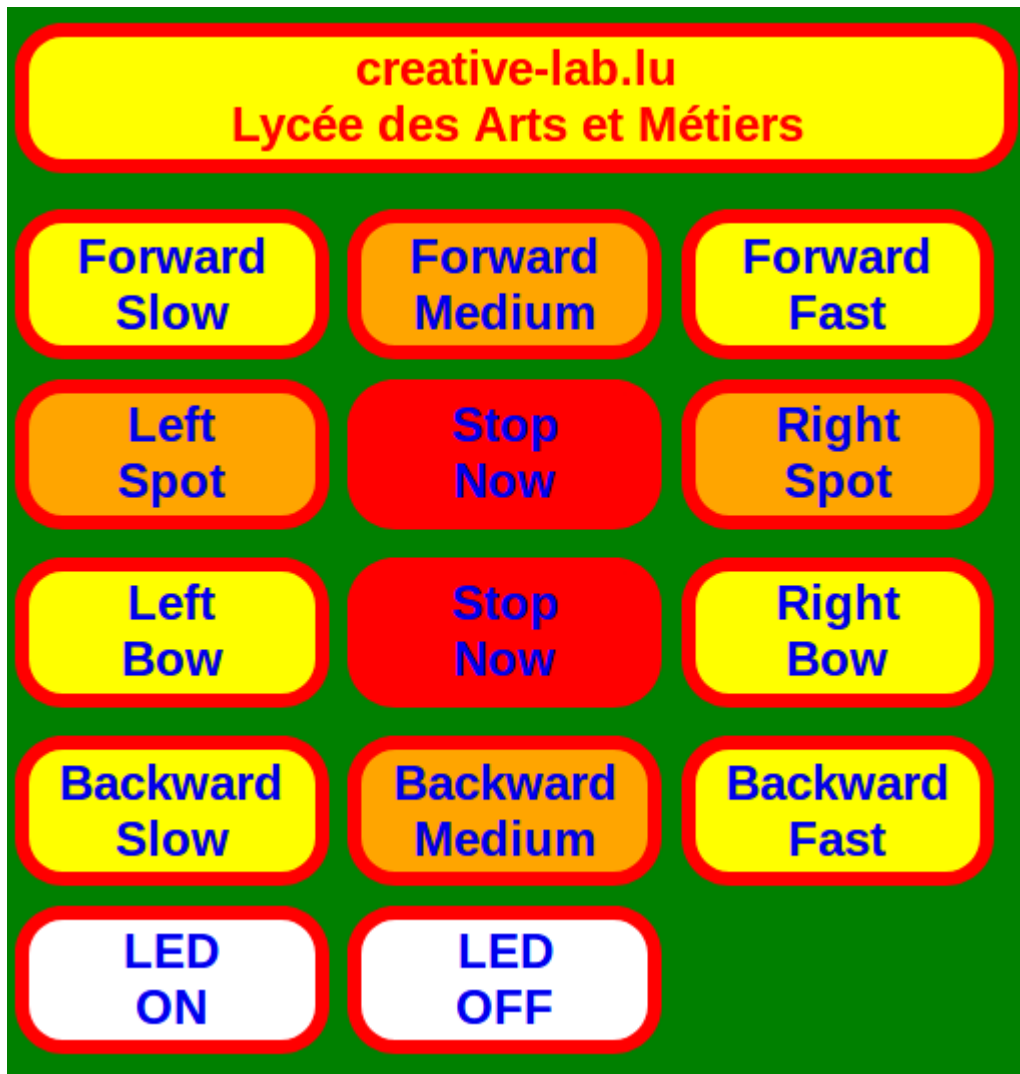 creative-lab.lu
Lycée des Arts et Métiers
Forward
Slow
Forward
Medium
Forward
Fast
Left
Spot
Stop
Now
Right
Spot
Left
Bow
Stop
Now
Right
Bow
Backward
Slow
Backward
Medium
Backward
Fast
LED
ON
LED
OFF